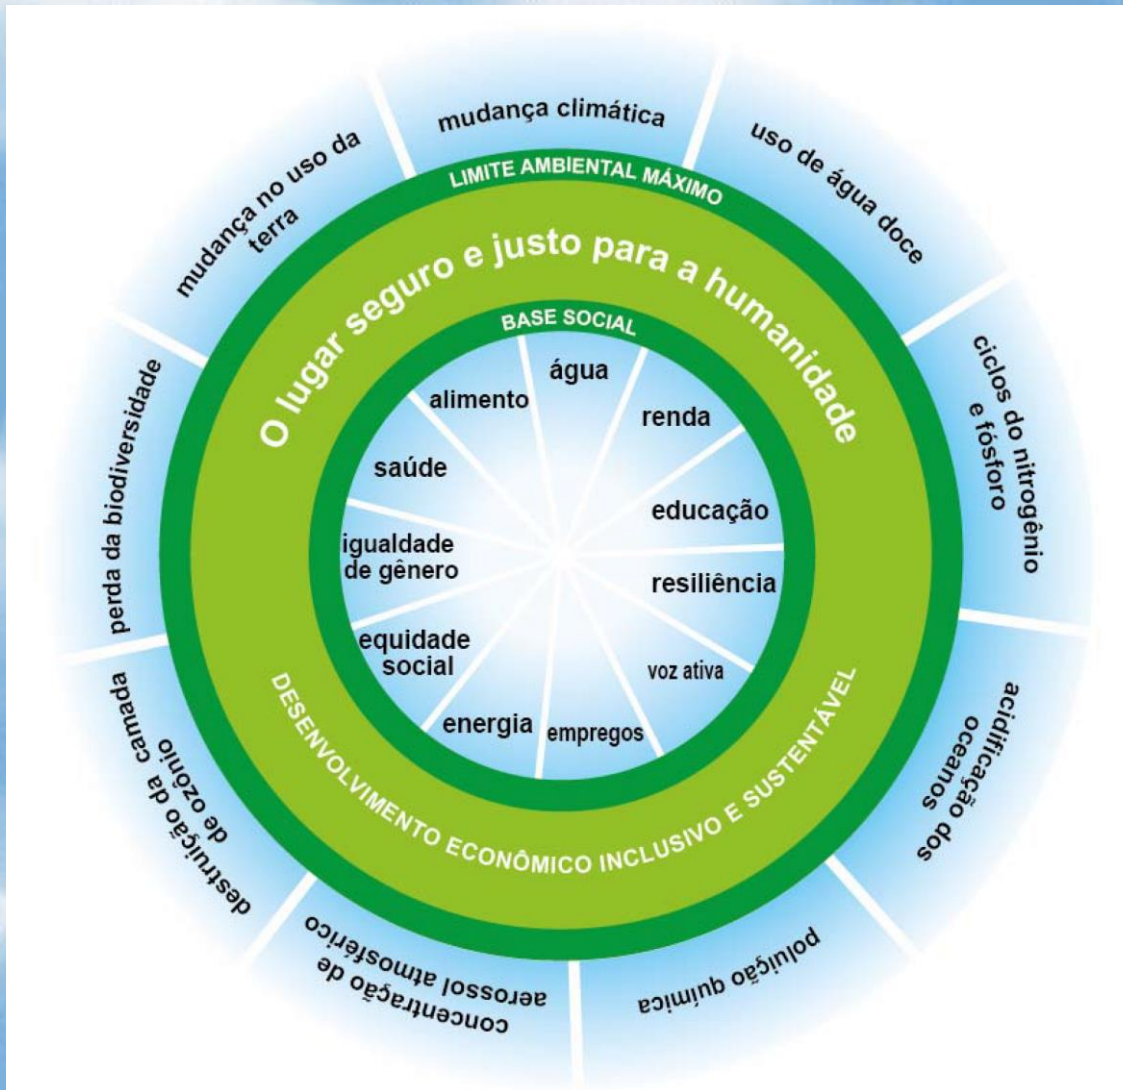 mudança climática
uso de água doce
ciclos do nitrogênio
e fósforo
acidificação dos
oceanos
poluição química
concentração de
aerossol atmosférico
destruição da camada
de ozônio
perda da biodiversidade
mudança no uso da
terra
LIMITE AMBIENTAL MÁXIMO
O lugar seguro e justo para a humanidade
BASE SOCIAL
água
renda
educação
resiliência
voz ativa
empregos
energia
equidade
social
igualdade
de gênero
saúde
alimento
DESENVOLVIMENTO ECONÔMICO INCLUSIVO E SUSTENTÁVEL